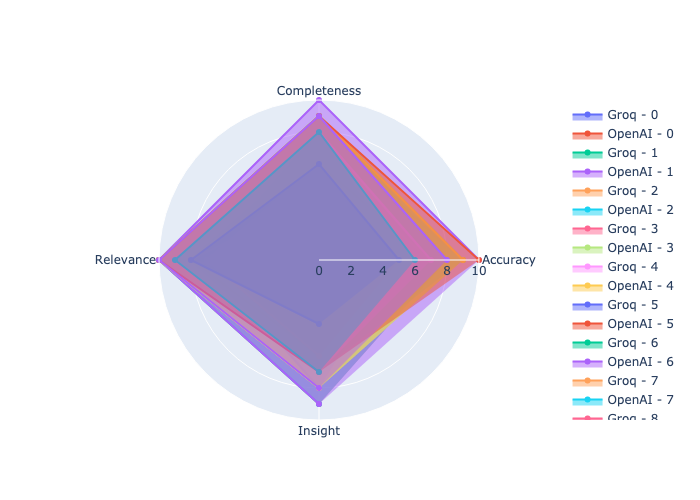 Completeness
Relevance
Accuracy
0 2 4 6 8 10
Insight
Groq - 0
OpenAI - 0
Groq - 1
OpenAI - 1
Groq - 2
OpenAI - 2
Groq - 3
OpenAI - 3
Groq - 4
OpenAI - 4
Groq - 5
OpenAI - 5
Groq - 6
OpenAI - 6
Groq - 7
OpenAI - 7
Groq - 8